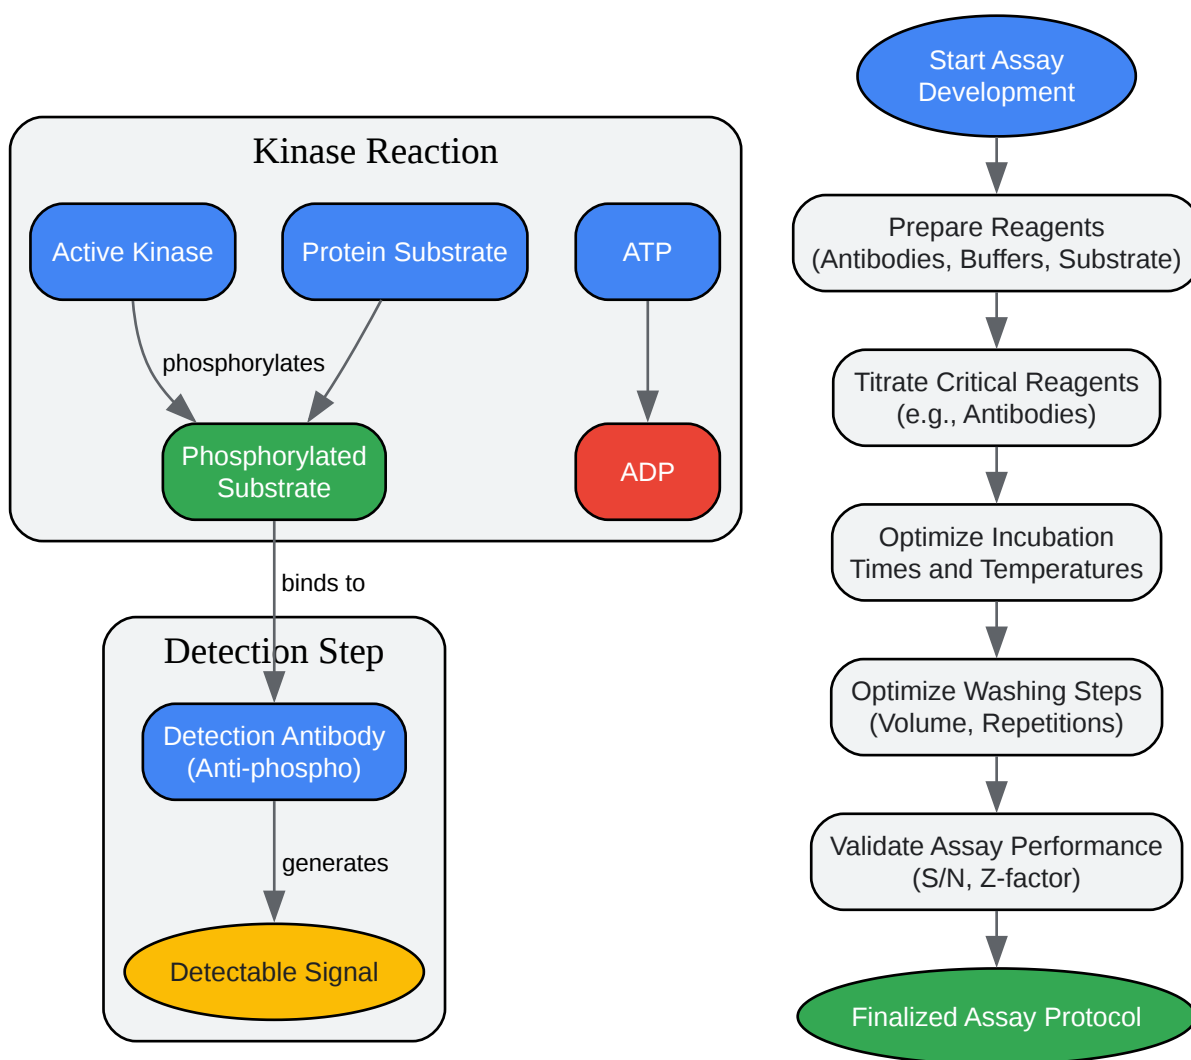 Kinase Reaction
Active Kinase
Protein Substrate
ATP
phosphorylates
Phosphorylated
Substrate
ADP
binds to
Detection Step
Detection Antibody
(Anti-phospho)
generates
Detectable Signal
Start Assay
Development
Prepare Reagents
(Antibodies, Buffers, Substrate)
Titrate Critical Reagents
(e.g., Antibodies)
Optimize Incubation
Times and Temperatures
Optimize Washing Steps
(Volume, Repetitions)
Validate Assay Performance
(S/N, Z-factor)
Finalized Assay Protocol